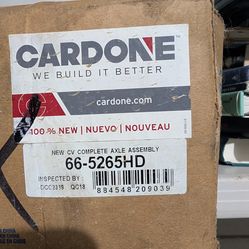 CARDONE
WE BUILD IT BETTER
cardone.com
100% NEW | NUEVO | NOUVEAU
NEW CV COMPLETE AXLE ASSEMBLY
66-5265HD
INSPECTED BY:
QC18
884548209039